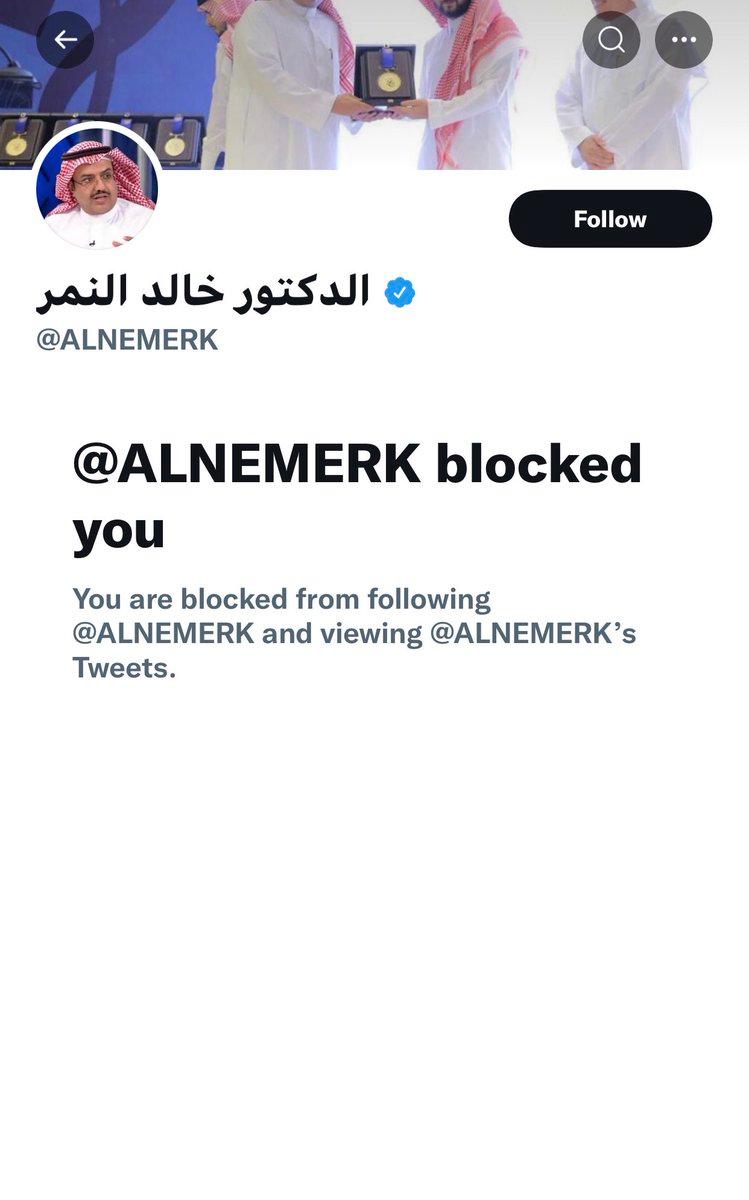 Follow
الدكتور خالد النمر
@ALNEMERK
@ALNEMERK blocked
you
You are blocked from following
@ALNEMERK and viewing @ALNEMERK’s
Tweets.